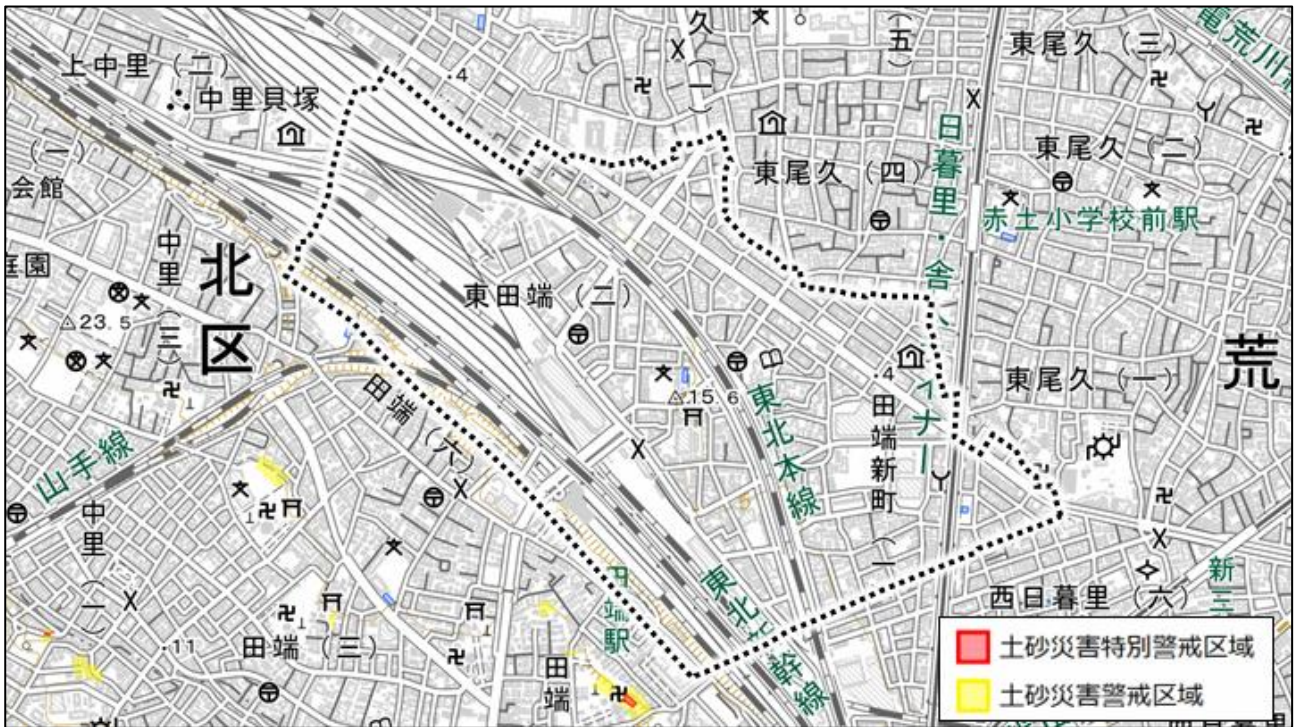 上中里(二)
中里貝塚
(一)
会館
.4
久(一)
(五)
東尾久(三)
電荒川
東尾久(二)
東尾久(四)
赤土小学校前駅
日暮里・舎
イナー
北区
中里(三)
庭園
△23.5
東田端(二)
.4
荒
東尾久(一)
△15.6
東北本線
田端新町(一
田端(六)
山手線
中里(一)
5
田端駅
東北
幹線
西日暮里(六)
新三
田端(三)
.11
田端
土砂災害特別警戒区域
土砂災害警戒区域